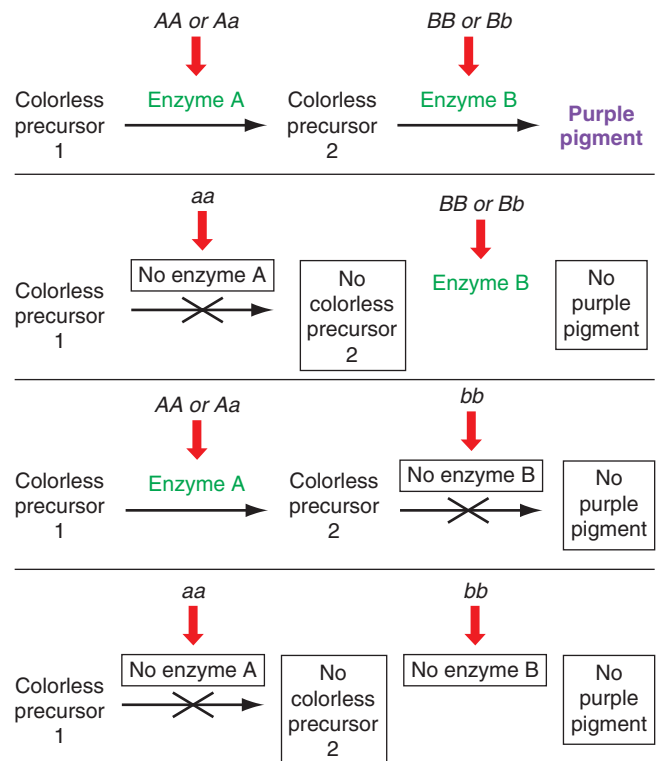 AA or Aa
BB or Bb
Colorless
precursor
1
Enzyme A
Colorless
precursor
2
Enzyme B
Purple
pigment
aa
BB or Bb
Colorless
precursor
1
No enzyme A
No
colorless
precursor
2
Enzyme B
No
purple
pigment
AA or Aa
bb
Colorless
precursor
1
Enzyme A
Colorless
precursor
2
No enzyme B
No
purple
pigment
aa
bb
Colorless
precursor
1
No enzyme A
No
colorless
precursor
2
No enzyme B
No
purple
pigment